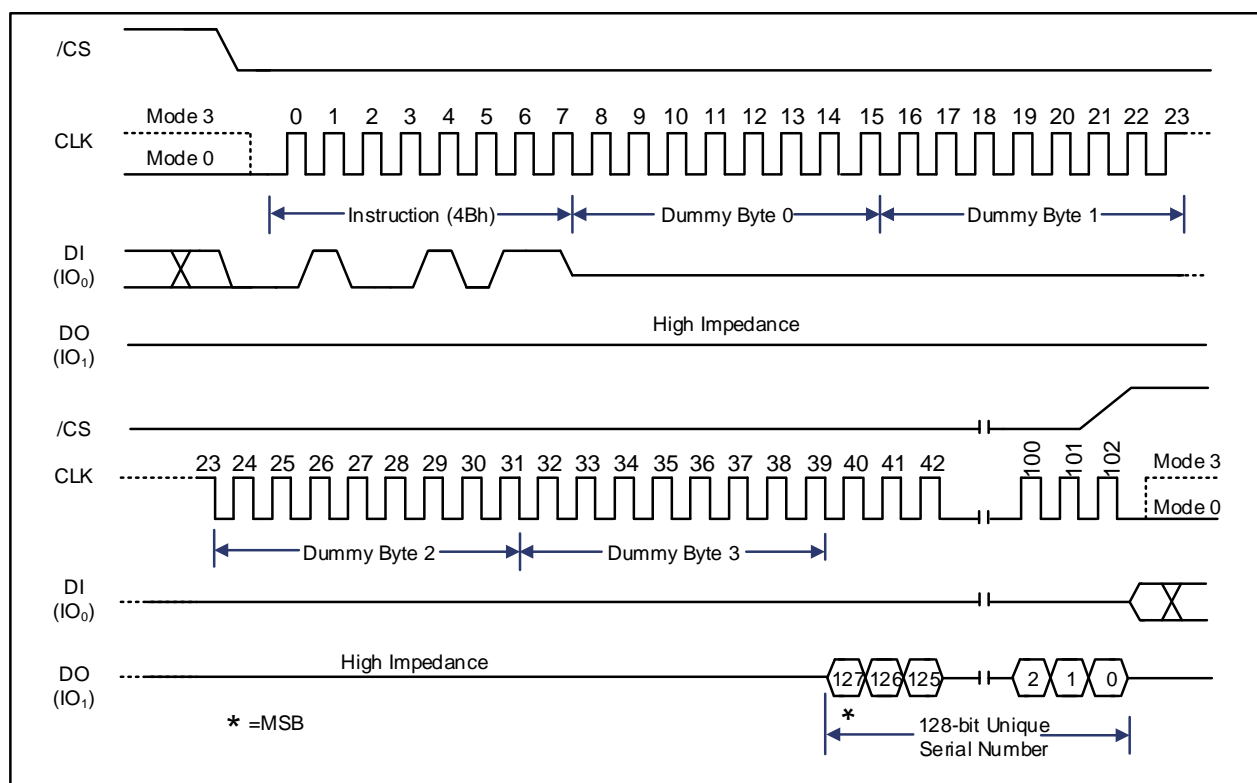 /CS
Mode 3
0 1 2 3 4 5 6 7 8 9 10 11 12 13 14 15 16 17 18 19 20 21 22 23
CLK
Mode 0
Instruction (4Bh) Dummy Byte 0 Dummy Byte 1
DI
(IO₀)
DO
(IO₁)
High Impedance
/CS
CLK
23 24 25 26 27 28 29 30 31 32 33 34 35 36 37 38 39 40 41 42 100 101 102
Mode 3
Mode 0
Dummy Byte 2 Dummy Byte 3
DI
(IO₀)
DO
(IO₁)
High Impedance
127 126 125 2 1 0
* =MSB
*
128-bit Unique
Serial Number